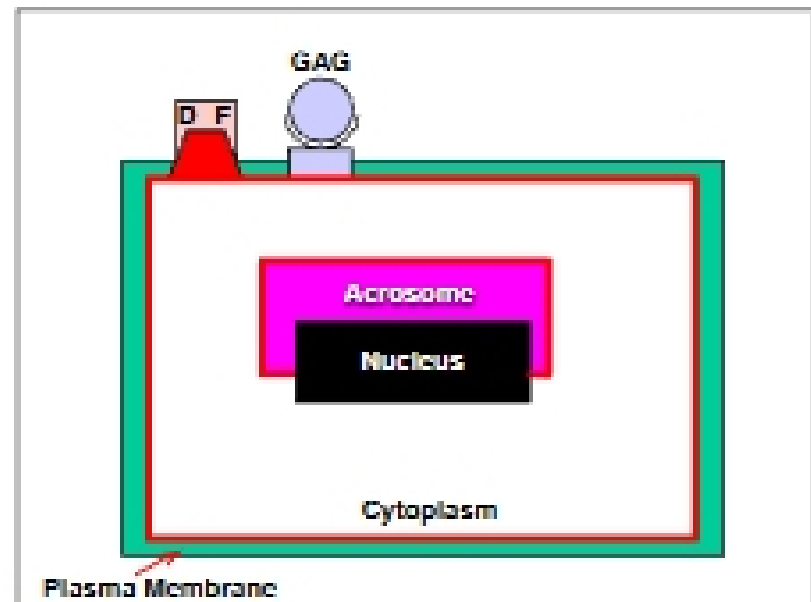 GAG
D F
Acrosome
Nucleus
Cytoplasm
Plasma Membrane